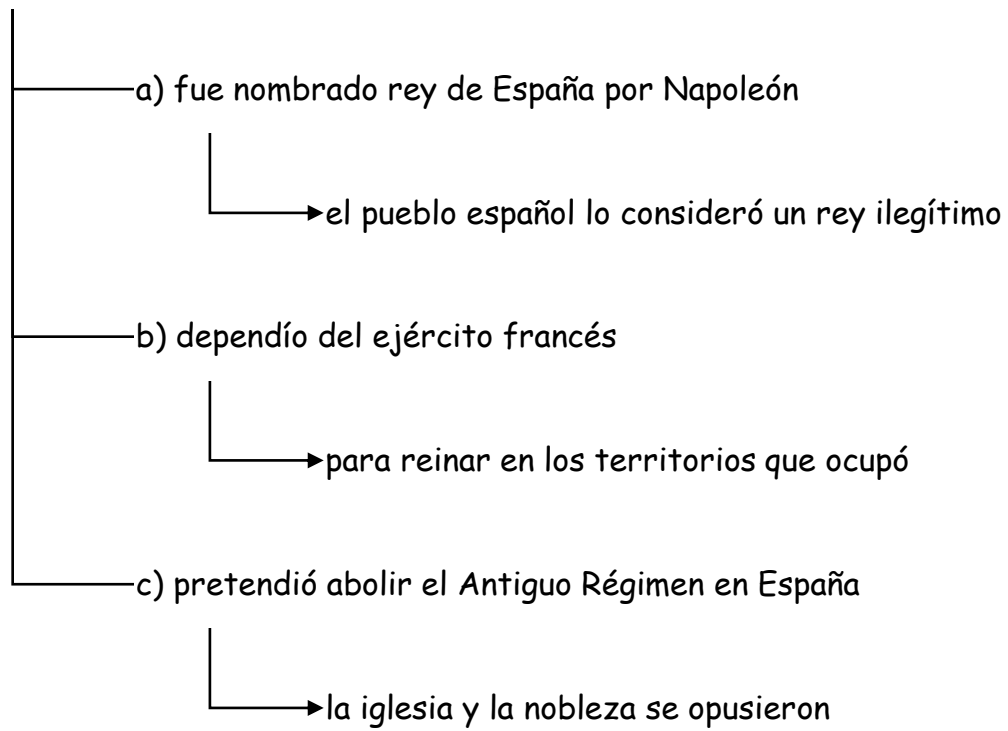 a) fue nombrado rey de España por Napoleón
el pueblo español lo consideró un rey ilegítimo
b) dependío del ejército francés
para reinar en los territorios que ocupó
c) pretendió abolir el Antiguo Régimen en España
la iglesia y la nobleza se opusieron